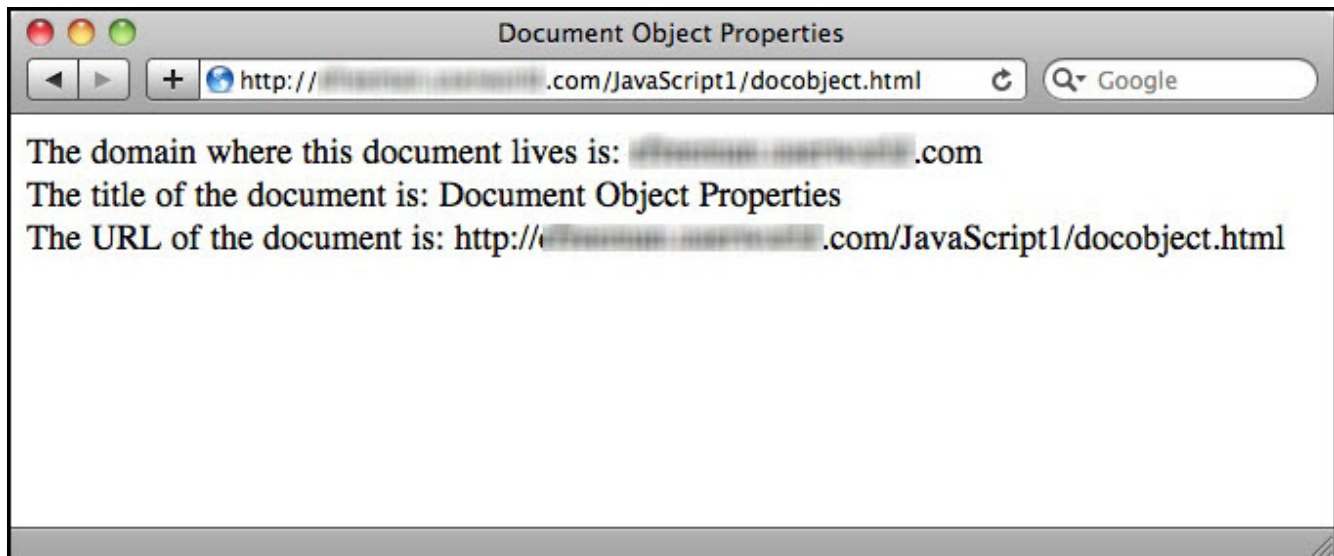 Document Object Properties
http:// .com/JavaScript1/docobject.html Google
The domain where this document lives is: .com
The title of the document is: Document Object Properties
The URL of the document is: http:// .com/JavaScript1/docobject.html